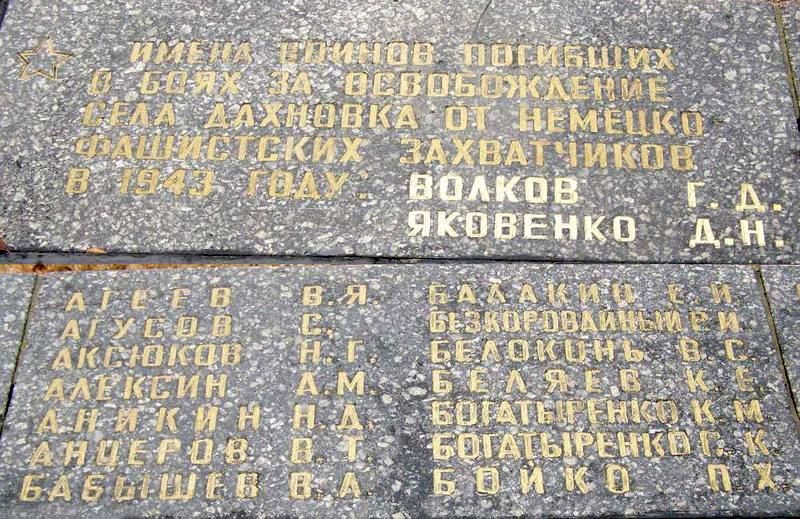 ИМЕНА ВОИНОВ ПОГИБШИХ
В БОЯХ ЗА ОСВОБОЖДЕНИЕ
СЕЛА ДАХНОВКА ОТ НЕМЕЦКО
ФАШИСТСКИХ ЗАХВАТЧИКОВ
В 1943 ГОДУ: ВОЛКОВ Г. Д.
ЯКОВЕНКО Д.Н.
АГЕЕВ В.Я.
АГУСОВ С.
АКСЮКОВ Н.Г.
АЛЕКСИН А.М.
АНИКИН Н.Д.
АНЦЕРОВ В.Т.
БАБЫШЕВ В.А.
БАЛАКИН Е.И.
БЕЗКОРОВАЙНЫЙ Р.И.
БЕЛОКОНЬ В.С.
БЕЛЯЕВ К.Е.
БОГАТЫРЕНКО К.М.
БОГАТЫРЕНКО Г.К.
БОЙКО П.Х.